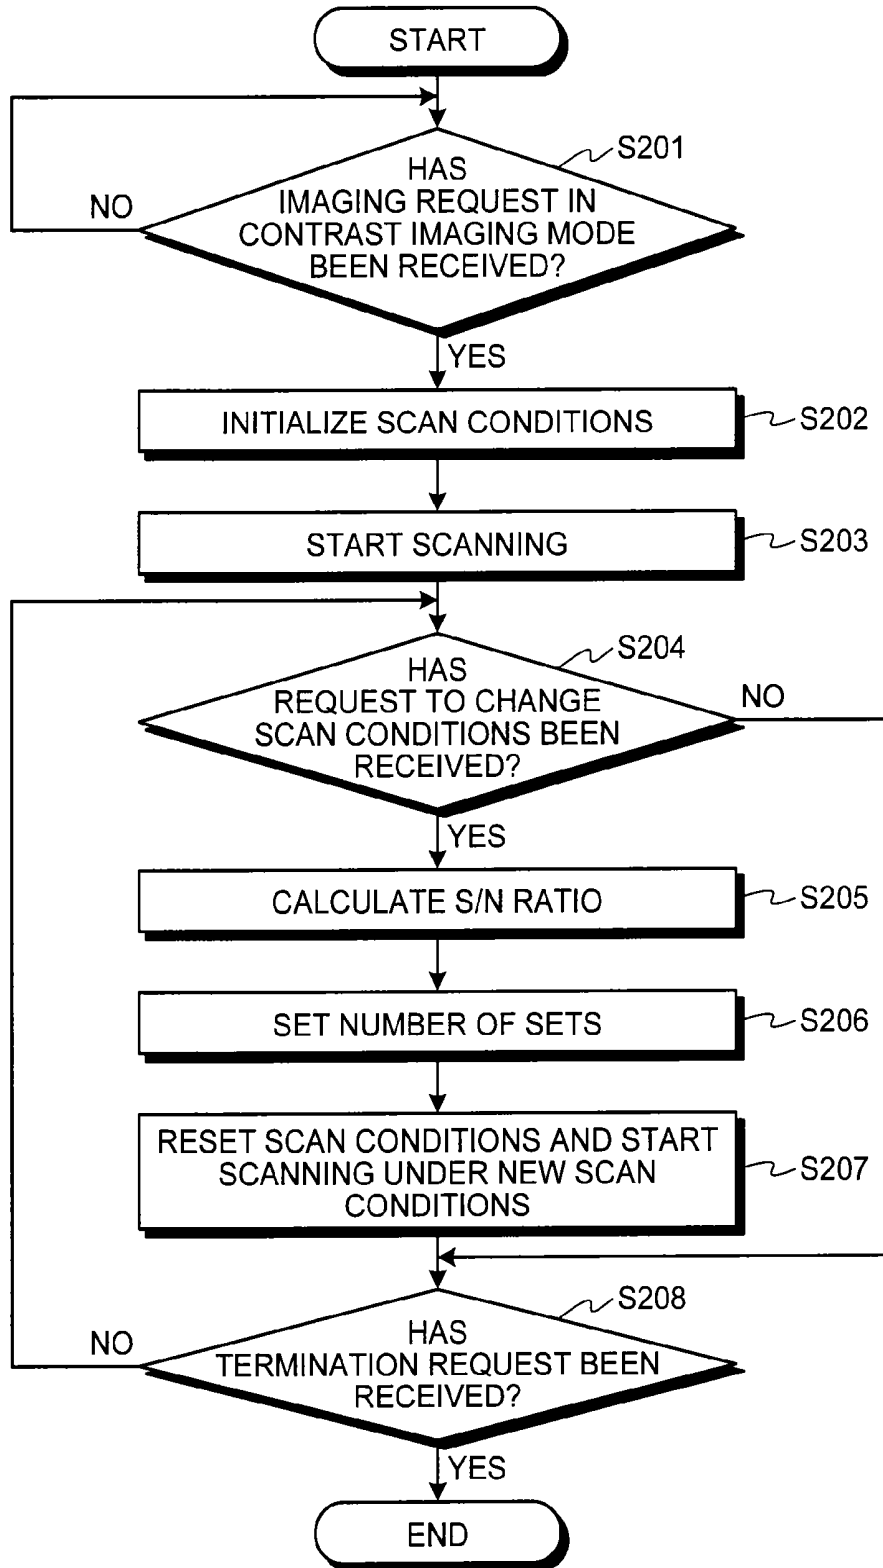 START
S201
HAS
IMAGING REQUEST IN
CONTRAST IMAGING MODE
BEEN RECEIVED?
NO
YES
INITIALIZE SCAN CONDITIONS
S202
START SCANNING
S203
S204
HAS
REQUEST TO CHANGE
SCAN CONDITIONS BEEN
RECEIVED?
NO
YES
CALCULATE S/N RATIO
S205
SET NUMBER OF SETS
S206
RESET SCAN CONDITIONS AND START
SCANNING UNDER NEW SCAN
CONDITIONS
S207
S208
HAS
TERMINATION REQUEST BEEN
RECEIVED?
NO
YES
END